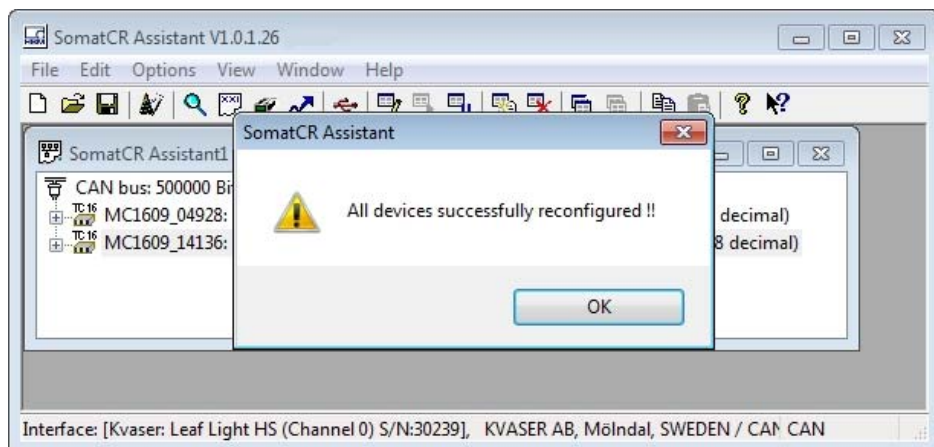 SomatCR Assistant V1.0.1.26
File Edit Options View Window Help
SomatCR Assistant
SomatCR Assistant1
CAN bus: 500000
TC16 MC1609_04928: decimal)
TC16 MC1609_14136: 8 decimal)
All devices successfully reconfigured !!
OK
Interface: [Kvaser: Leaf Light HS (Channel 0) S/N:30239], KVASER AB, Mölndal, SWEDEN / CAN CAN